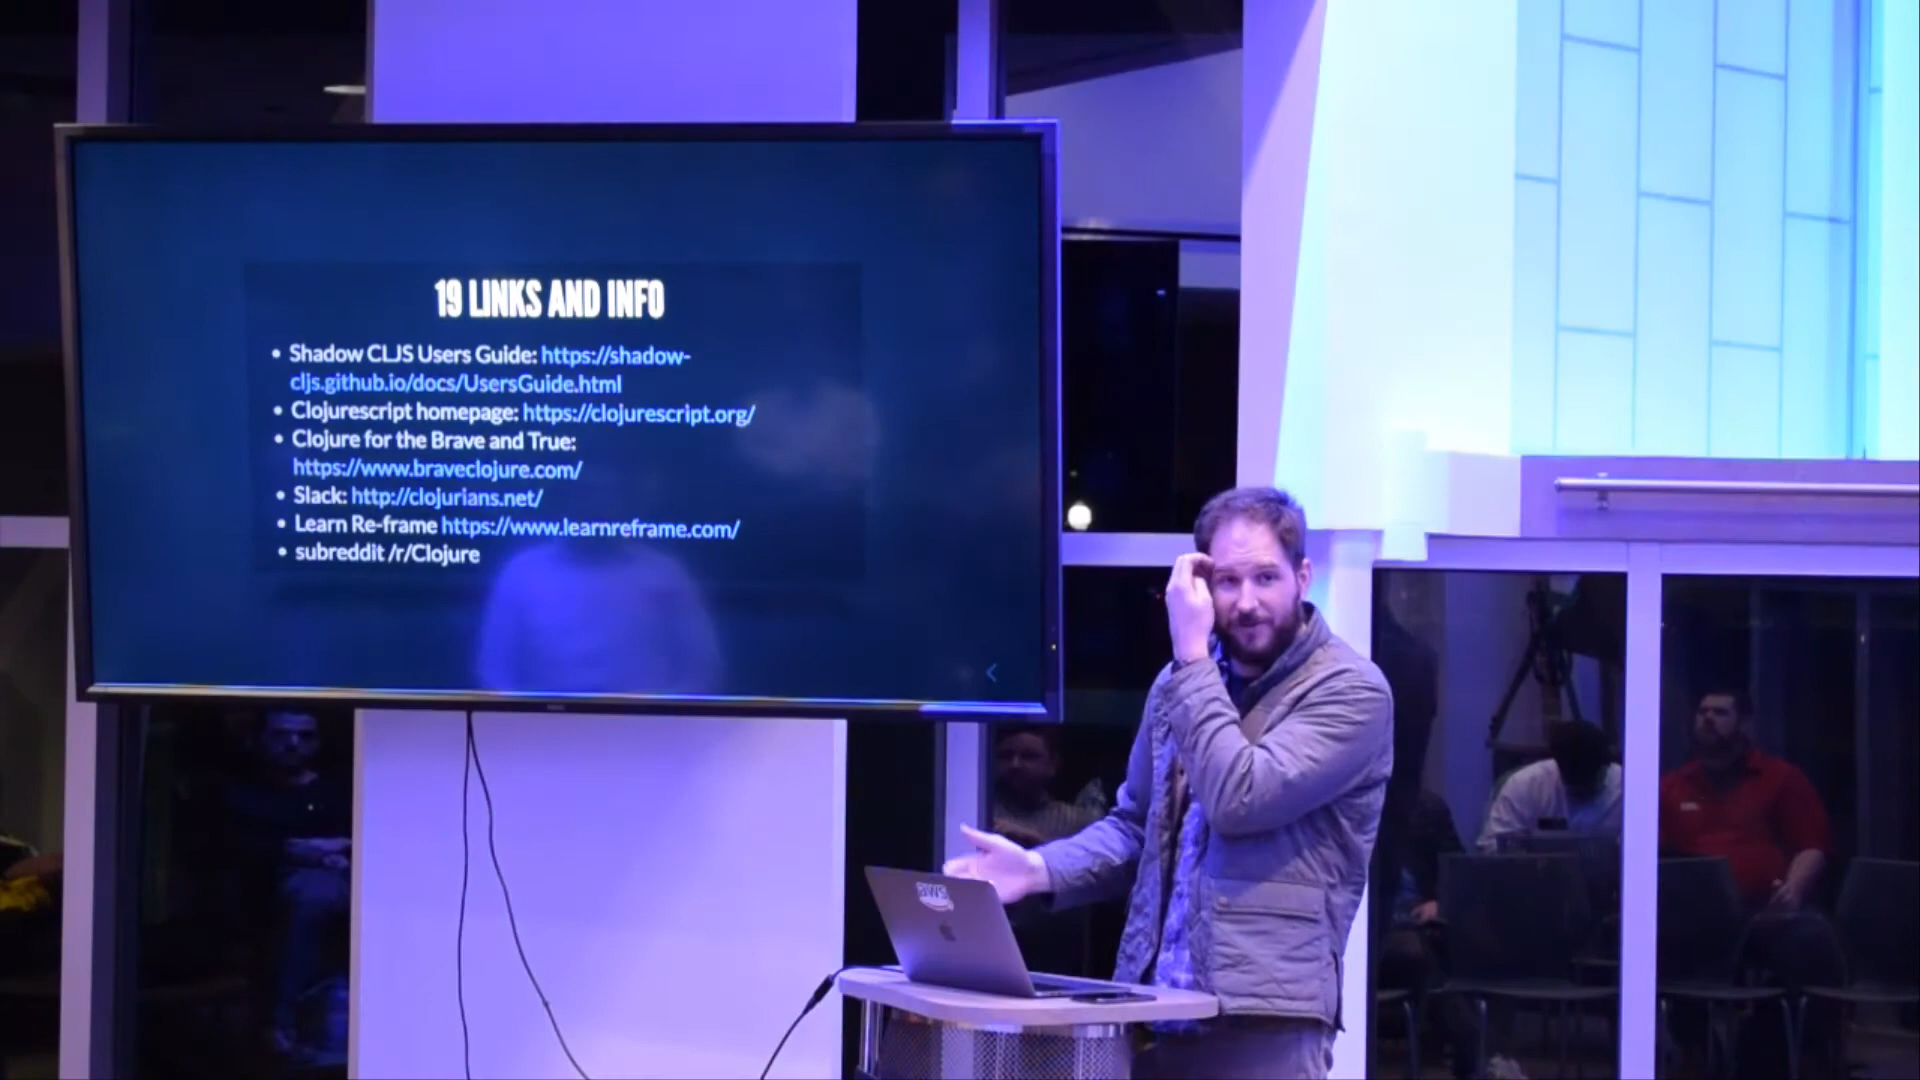 19 LINKS AND INFO
• Shadow CLJS Users Guide: https://shadow-
cljs.github.io/docs/UsersGuide.html
• Clojurescript homepage: https://clojurescript.org/
• Clojure for the Brave and True:
https://www.braveclojure.com/
• Slack: http://clojurians.net/
• Learn Re-frame https://www.learnreframe.com/
• subreddit /r/Clojure